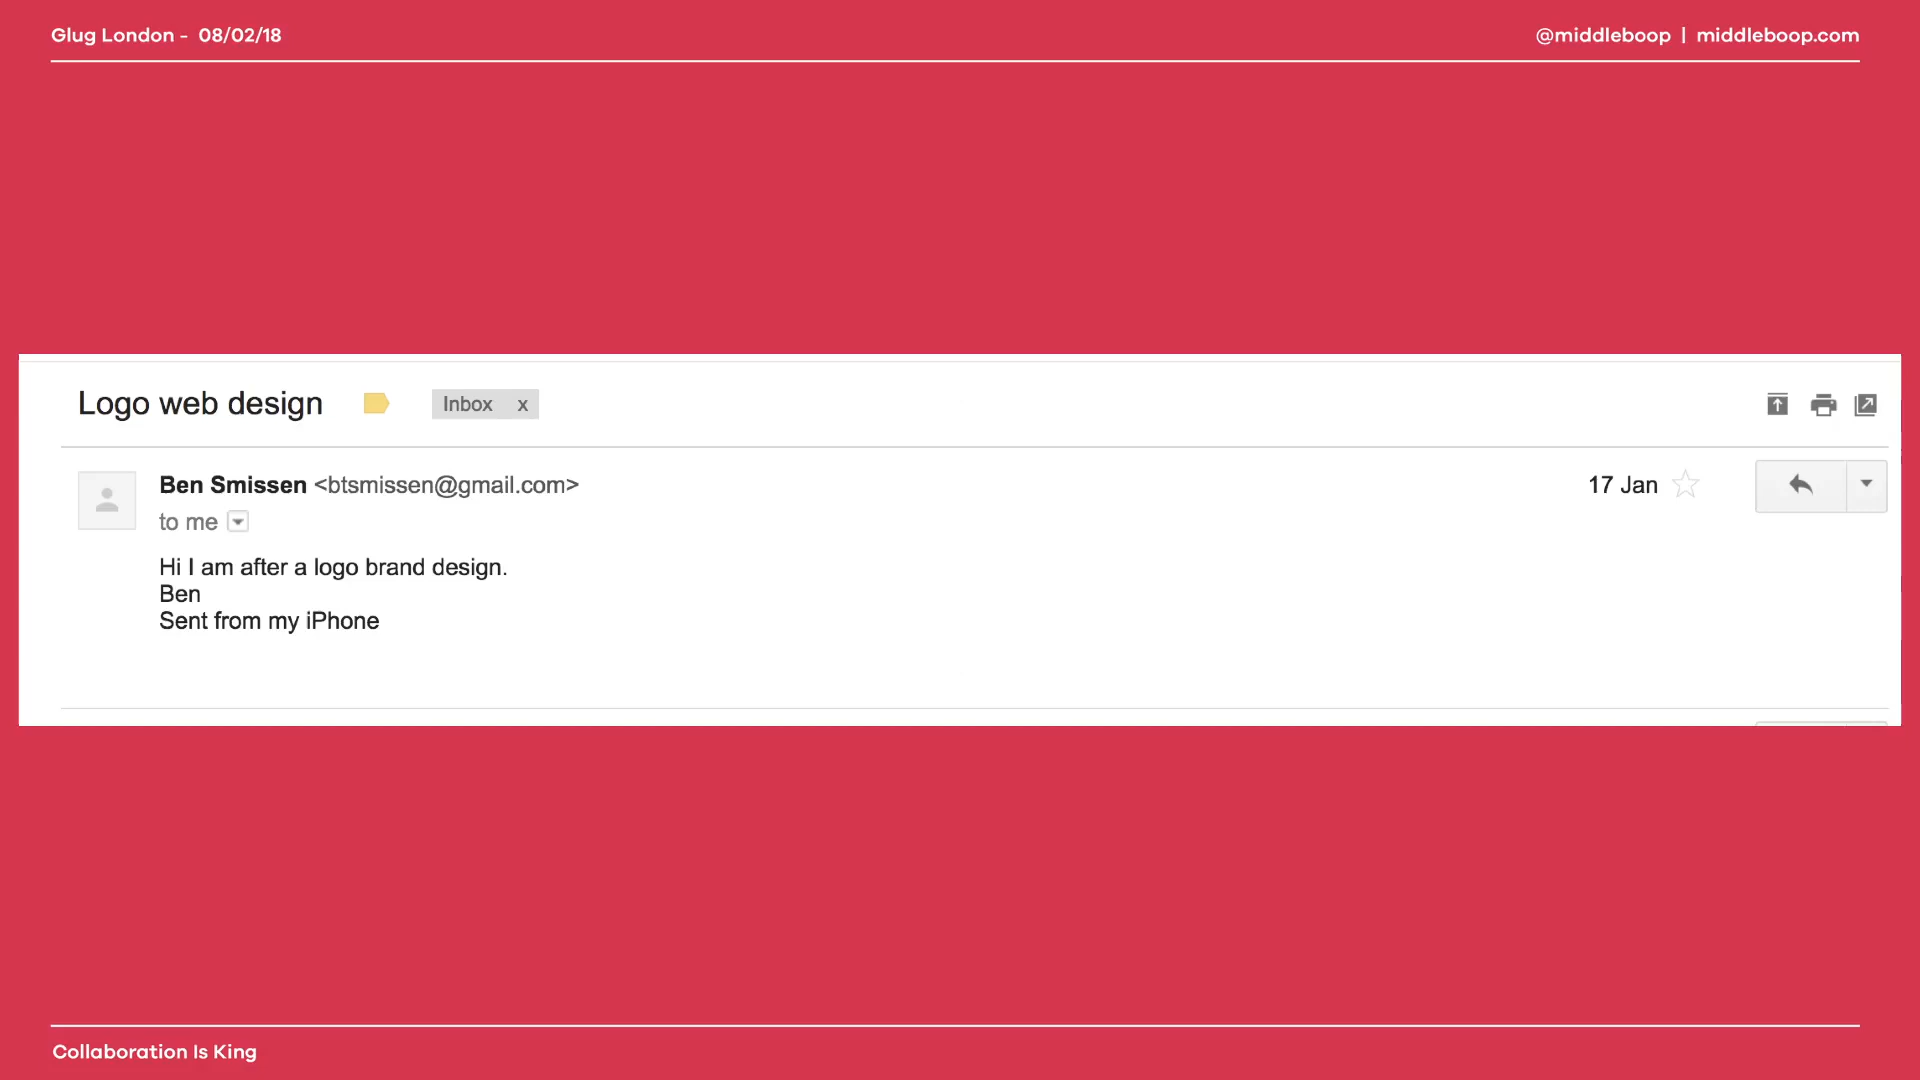 Glug London - 08/02/18
@middleboop | middleboop.com
Logo web design
Inbox x
Ben Smissen <btsmissen@gmail.com>
17 Jan
to me
Hi I am after a logo brand design.
Ben
Sent from my iPhone
Collaboration Is King